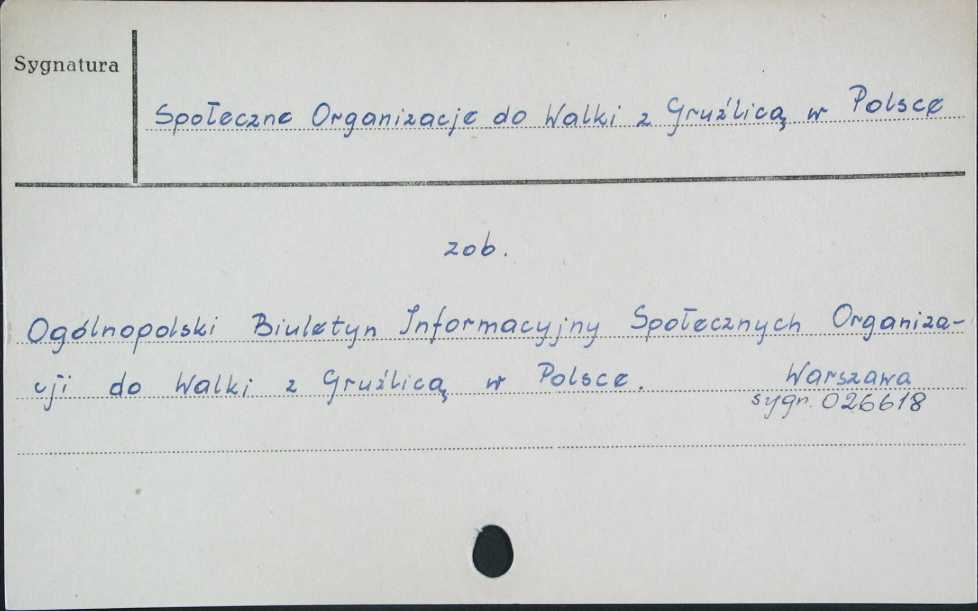 Sygnatura
Społeczne Organizacje do Walki z Gruźlicą w Polsce
zob.
Ogólnopolski Biuletyn Informacyjny Społecznych Organiza-
cji do Walki z Gruźlicą w Polsce. Warszawa
sygn. 026618